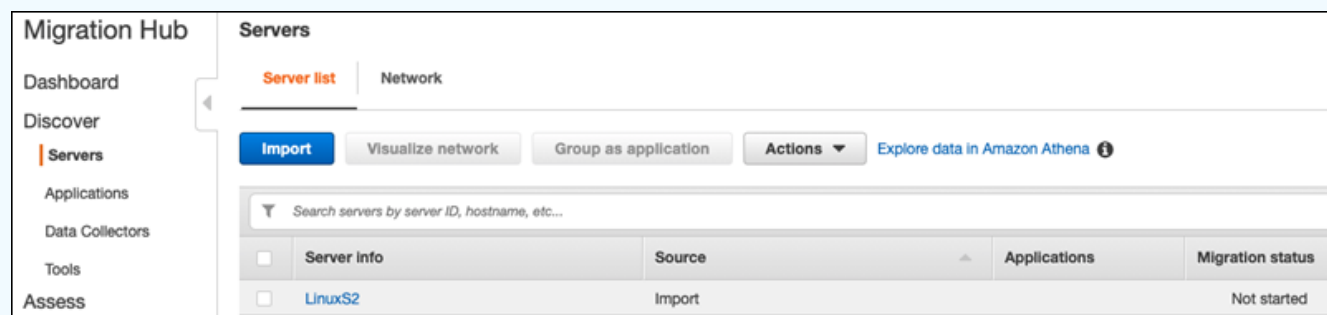 Migration Hub
Dashboard
Discover
Servers
Applications
Data Collectors
Tools
Assess
Servers
Server list Network
Import Visualize network Group as application Actions Explore data in Amazon Athena
Search servers by server ID, hostname, etc...
Server info Source Applications Migration status
LinuxS2 Import Not started